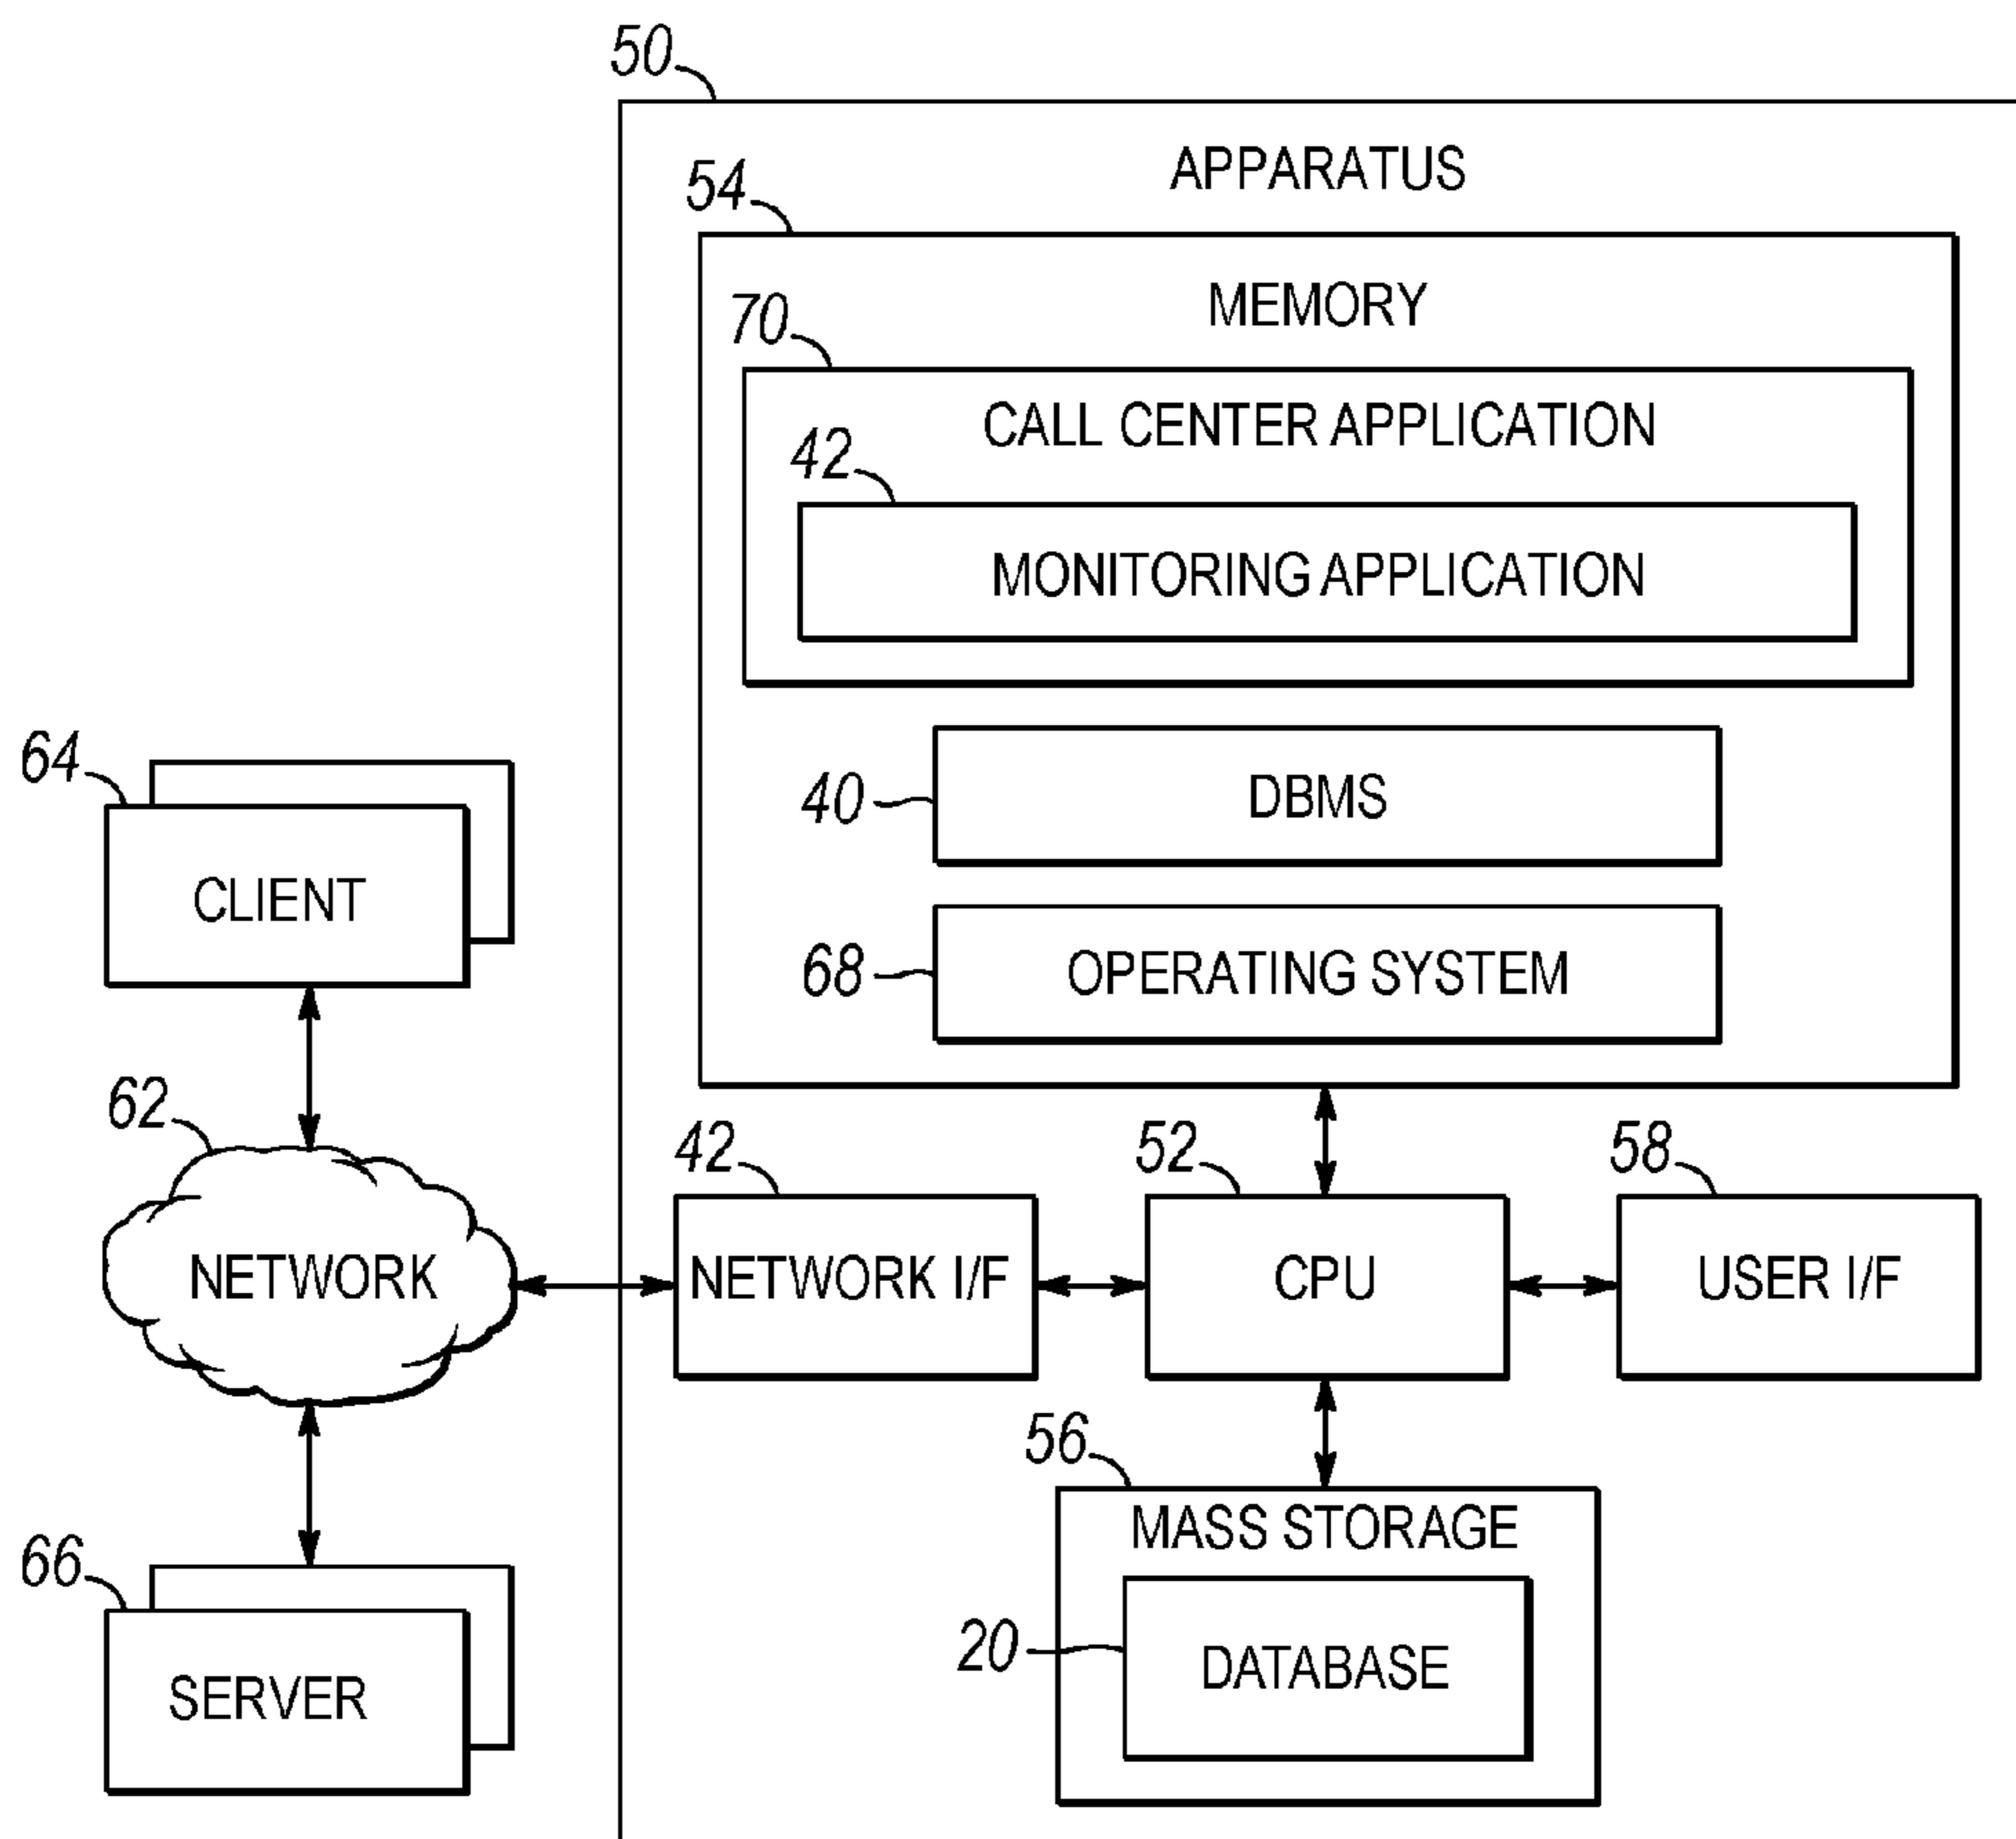 50
APPARATUS
54
MEMORY
70
CALL CENTER APPLICATION
42
MONITORING APPLICATION
64
CLIENT
40
DBMS
68
OPERATING SYSTEM
62
NETWORK
42
NETWORK I/F
52
CPU
58
USER I/F
56
MASS STORAGE
20
DATABASE
66
SERVER